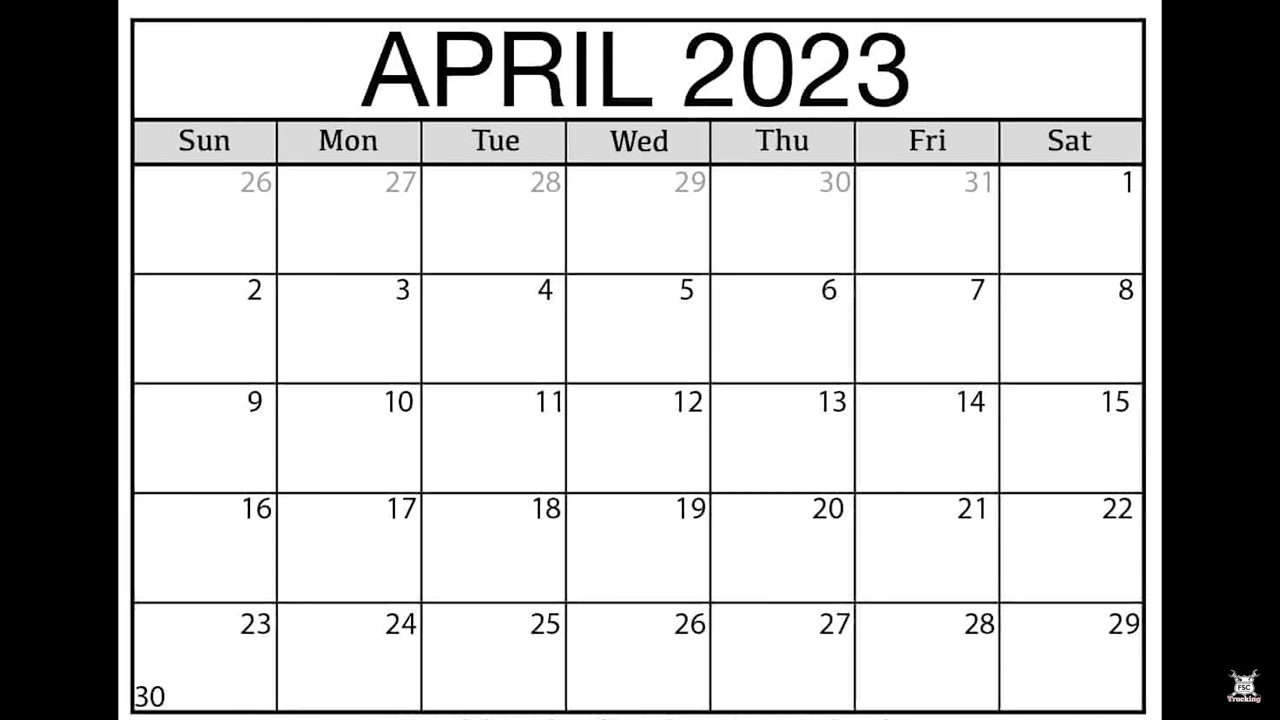 APRIL 2023
Sun Mon Tue Wed Thu Fri Sat
26 27 28 29 30 31 1
2 3 4 5 6 7 8
9 10 11 12 13 14 15
16 17 18 19 20 21 22
23 24 25 26 27 28 29
30
FSC
Trucking